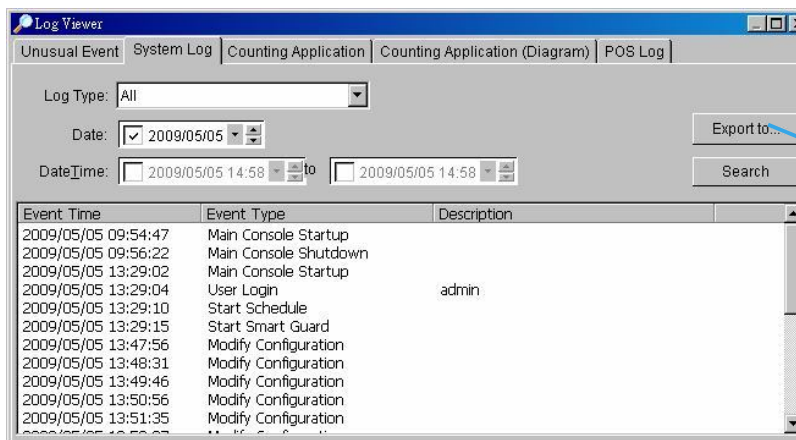 Log Viewer
Unusual Event System Log Counting Application Counting Application (Diagram) POS Log
Log Type: All
Date: 2009/05/05
Export to...
DateTime: 2009/05/05 14:58 to 2009/05/05 14:58
Search
Event Time Event Type Description
2009/05/05 09:54:47 Main Console Startup
2009/05/05 09:56:22 Main Console Shutdown
2009/05/05 13:29:02 Main Console Startup
2009/05/05 13:29:04 User Login admin
2009/05/05 13:29:10 Start Schedule
2009/05/05 13:29:15 Start Smart Guard
2009/05/05 13:47:56 Modify Configuration
2009/05/05 13:48:31 Modify Configuration
2009/05/05 13:49:46 Modify Configuration
2009/05/05 13:50:56 Modify Configuration
2009/05/05 13:51:35 Modify Configuration